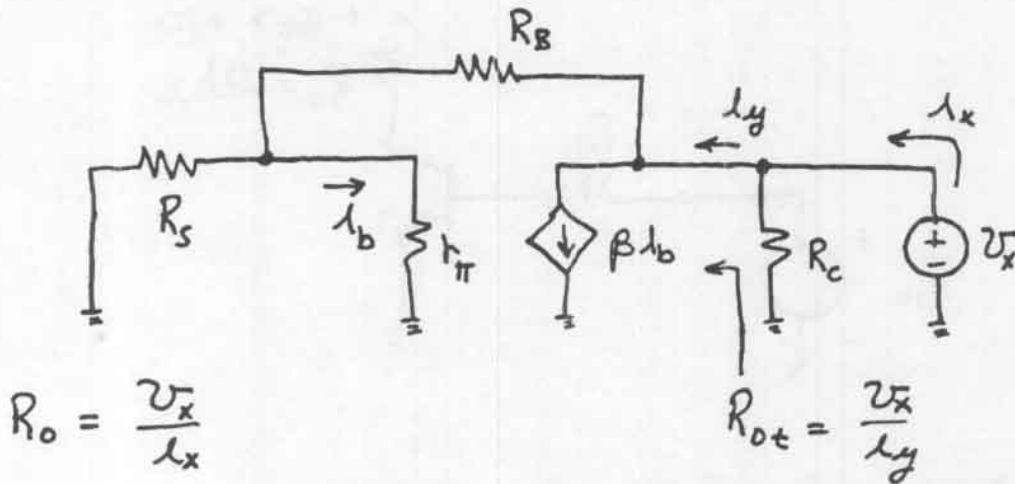 R_B
i_y
i_x
R_S
i_b
r_π
βi_b
R_c
v_x
+
-
R_o = v_x / i_x
R_ot = v_x / i_y